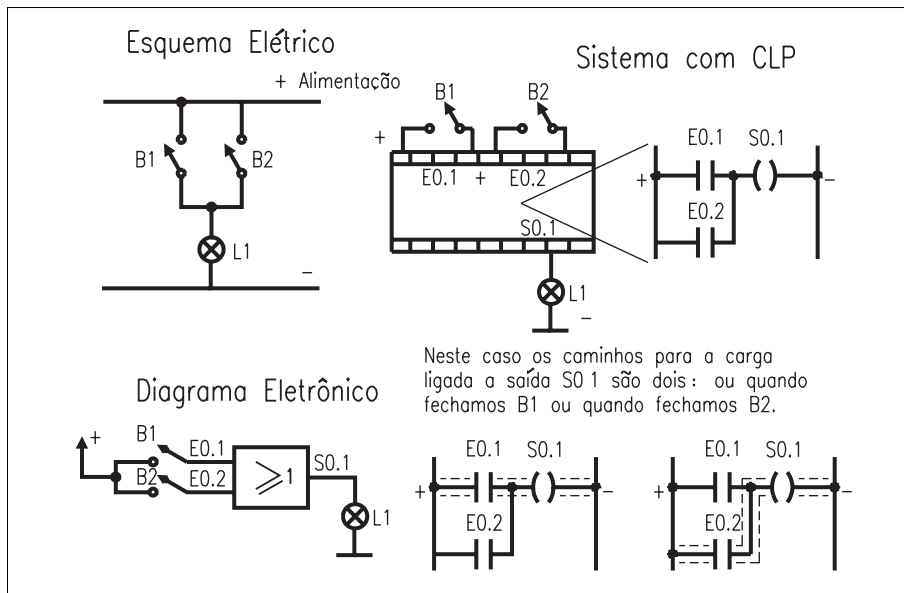 Esquema Elétrico
+ Alimentação
B1
B2
L1
-
Sistema com CLP
B1
B2
+
E0.1 + E0.2
S0.1
L1
-
E0.1
S0.1
+
-
E0.2
Neste caso os caminhos para a carga
ligada a saída S0 1 são dois: ou quando
fechamos B1 ou quando fechamos B2.
Diagrama Eletrônico
+
B1
E0.1
B2
E0.2
≥1
S0.1
L1
E0.1
S0.1
+
-
E0.2
E0.1
S0.1
+
-
E0.2